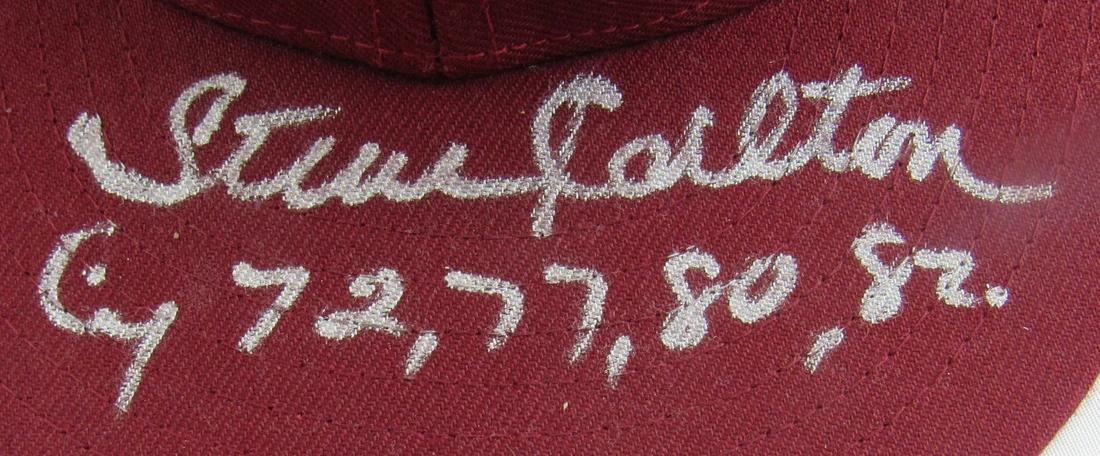 Steve Carlton
Cy 72, 77, 80, 82.